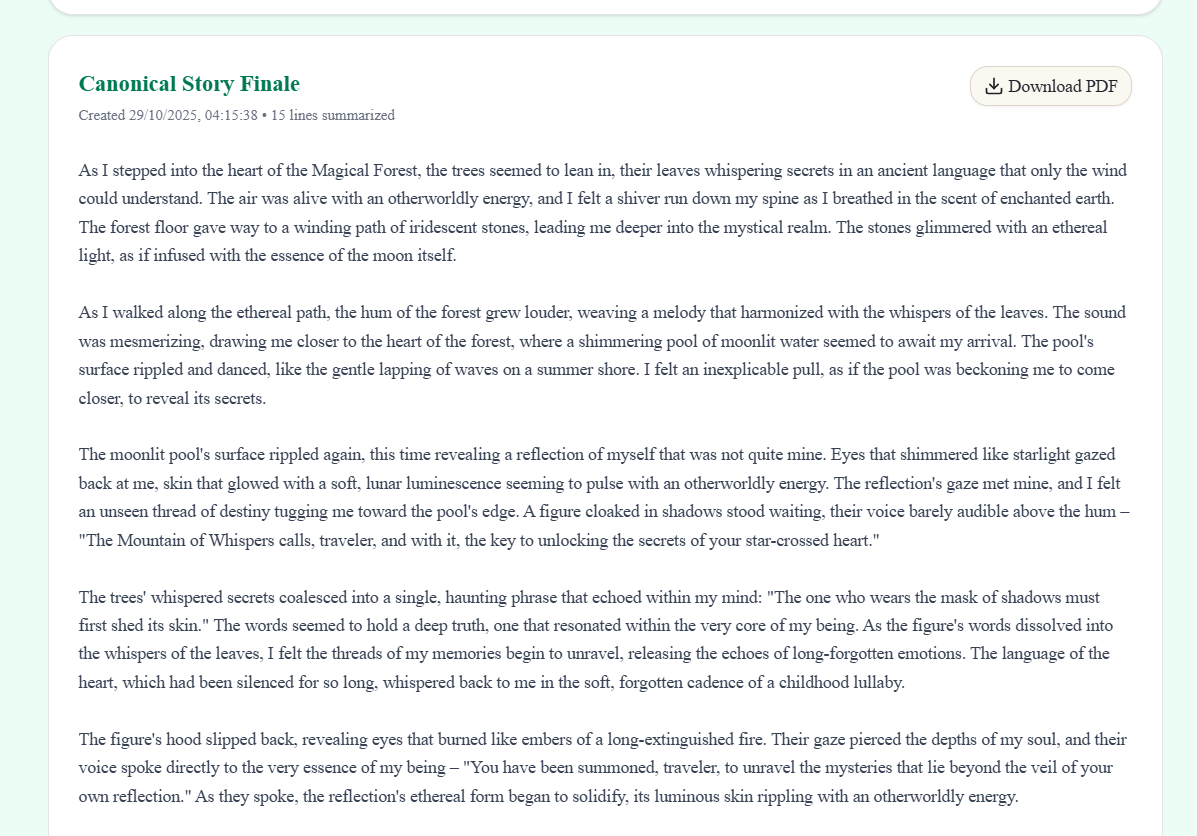 Canonical Story Finale
Download PDF
Created 29/10/2025, 04:15:38 • 15 lines summarized
As I stepped into the heart of the Magical Forest, the trees seemed to lean in, their leaves whispering secrets in an ancient language that only the wind
could understand. The air was alive with an otherworldly energy, and I felt a shiver run down my spine as I breathed in the scent of enchanted earth.
The forest floor gave way to a winding path of iridescent stones, leading me deeper into the mystical realm. The stones glimmered with an ethereal
light, as if infused with the essence of the moon itself.
As I walked along the ethereal path, the hum of the forest grew louder, weaving a melody that harmonized with the whispers of the leaves. The sound
was mesmerizing, drawing me closer to the heart of the forest, where a shimmering pool of moonlit water seemed to await my arrival. The pool's
surface rippled and danced, like the gentle lapping of waves on a summer shore. I felt an inexplicable pull, as if the pool was beckoning me to come
closer, to reveal its secrets.
The moonlit pool's surface rippled again, this time revealing a reflection of myself that was not quite mine. Eyes that shimmered like starlight gazed
back at me, skin that glowed with a soft, lunar luminescence seeming to pulse with an otherworldly energy. The reflection's gaze met mine, and I felt
an unseen thread of destiny tugging me toward the pool's edge. A figure cloaked in shadows stood waiting, their voice barely audible above the hum –
"The Mountain of Whispers calls, traveler, and with it, the key to unlocking the secrets of your star-crossed heart."
The trees' whispered secrets coalesced into a single, haunting phrase that echoed within my mind: "The one who wears the mask of shadows must
first shed its skin." The words seemed to hold a deep truth, one that resonated within the very core of my being. As the figure's words dissolved into
the whispers of the leaves, I felt the threads of my memories begin to unravel, releasing the echoes of long-forgotten emotions. The language of the
heart, which had been silenced for so long, whispered back to me in the soft, forgotten cadence of a childhood lullaby.
The figure's hood slipped back, revealing eyes that burned like embers of a long-extinguished fire. Their gaze pierced the depths of my soul, and their
voice spoke directly to the very essence of my being – "You have been summoned, traveler, to unravel the mysteries that lie beyond the veil of your
own reflection." As they spoke, the reflection's ethereal form began to solidify, its luminous skin rippling with an otherworldly energy.